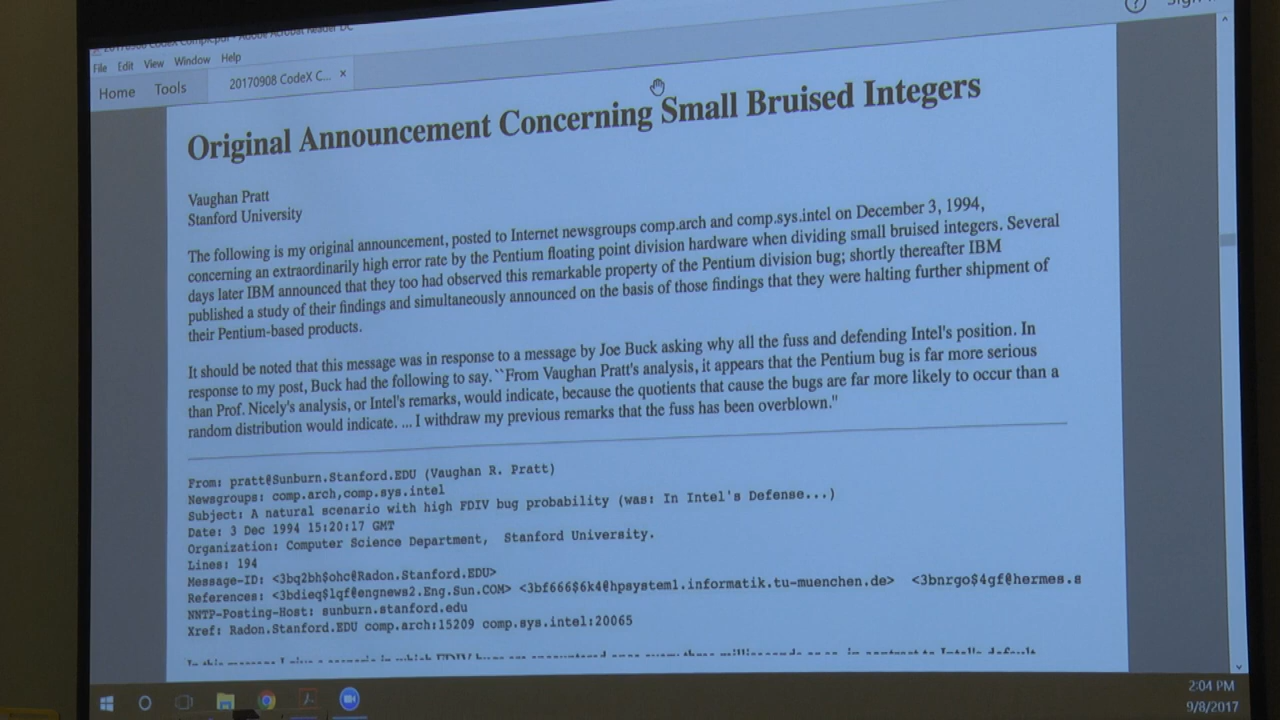 20170908 CodeX Compk.pdf - Adobe Acrobat Reader DC
File Edit View Window Help
Home Tools 20170908 CodeX C... ×
Original Announcement Concerning Small Bruised Integers
Vaughan Pratt
Stanford University
The following is my original announcement, posted to Internet newsgroups comp.arch and comp.sys.intel on December 3, 1994,
concerning an extraordinarily high error rate by the Pentium floating point division hardware when dividing small bruised integers. Several
days later IBM announced that they too had observed this remarkable property of the Pentium division bug; shortly thereafter IBM
published a study of their findings and simultaneously announced on the basis of those findings that they were halting further shipment of
their Pentium-based products.
It should be noted that this message was in response to a message by Joe Buck asking why all the fuss and defending Intel's position. In
response to my post, Buck had the following to say. ``From Vaughan Pratt's analysis, it appears that the Pentium bug is far more serious
than Prof. Nicely's analysis, or Intel's remarks, would indicate, because the quotients that cause the bugs are far more likely to occur than a
random distribution would indicate. ... I withdraw my previous remarks that the fuss has been overblown."
From: pratt@Sunburn.Stanford.EDU (Vaughan R. Pratt)
Newsgroups: comp.arch,comp.sys.intel
Subject: A natural scenario with high FDIV bug probability (was: In Intel's Defense...)
Date: 3 Dec 1994 15:20:17 GMT
Organization: Computer Science Department, Stanford University.
Lines: 194
Message-ID: <3bq2bh$ohc@Radon.Stanford.EDU>
References: <3bdieq$lqf@engnews2.Eng.Sun.COM> <3bf666$6k4@hpsystem1.informatik.tu-muenchen.de> <3bnrgo$4gf@hermes.s
NNTP-Posting-Host: sunburn.stanford.edu
Xref: Radon.Stanford.EDU comp.arch:15209 comp.sys.intel:20065
2:04 PM
9/8/2017